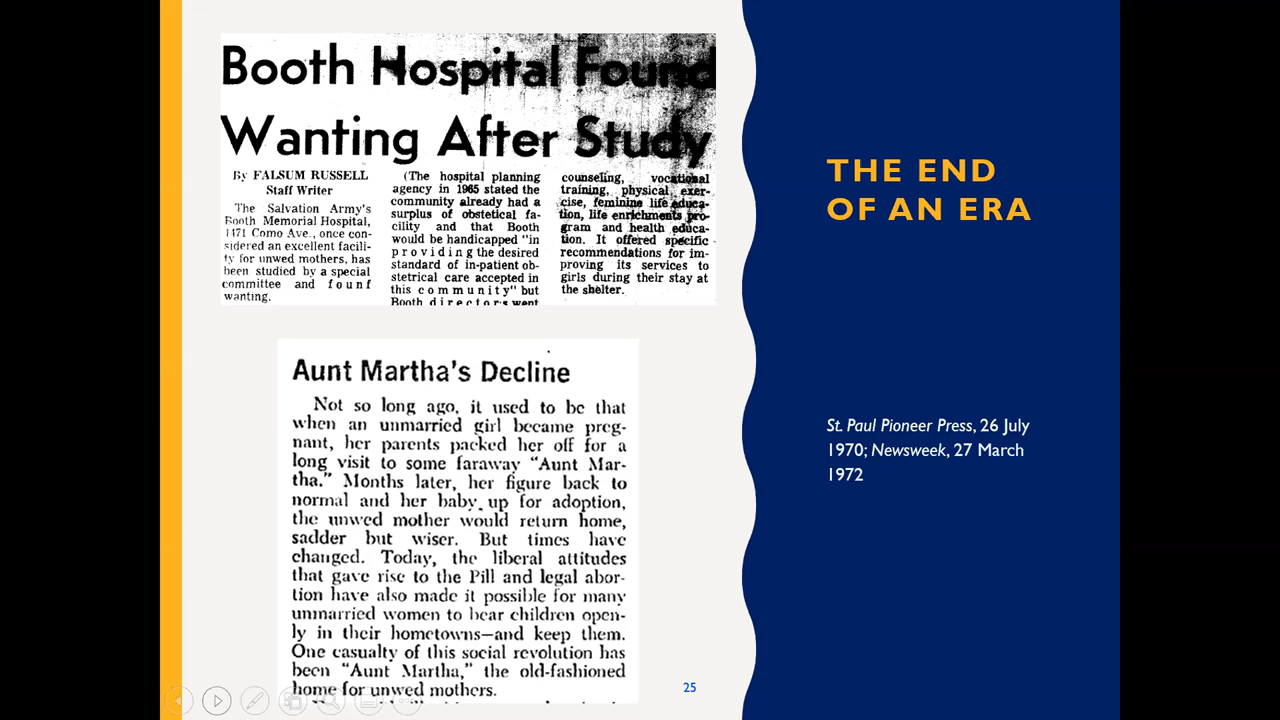 Booth Hospital Found
Wanting After Study
By FALSUM RUSSELL
Staff Writer
The Salvation Army's
Booth Memorial Hospital,
1471 Como Ave., once con-
sidered an excellent facili-
ty for unwed mothers, has
been studied by a special
committee and founf
wanting.
(The hospital planning
agency in 1965 stated the
community already had a
surplus of obstetical fa-
cility and that Booth
would be handicapped "in
providing the desired
standard of in-patient ob-
stetrical care accepted in
this community" but
Booth directors went
counseling, vocational
training, physical exer-
cise, feminine life educa-
tion, life enrichments pro-
gram and health educa-
tion. It offered specific
recommendations for im-
proving its services to
girls during their stay at
the shelter.
Aunt Martha's Decline
Not so long ago, it used to be that
when an unmarried girl became preg-
nant, her parents packed her off for a
long visit to some faraway "Aunt Mar-
tha." Months later, her figure back to
normal and her baby up for adoption,
the unwed mother would return home,
sadder but wiser. But times have
changed. Today, the liberal attitudes
that gave rise to the Pill and legal abor-
tion have also made it possible for many
unmarried women to bear children open-
ly in their hometowns—and keep them.
One casualty of this social revolution has
been "Aunt Martha," the old-fashioned
home for unwed mothers.
THE END
OF AN ERA
St. Paul Pioneer Press, 26 July
1970; Newsweek, 27 March
1972
25